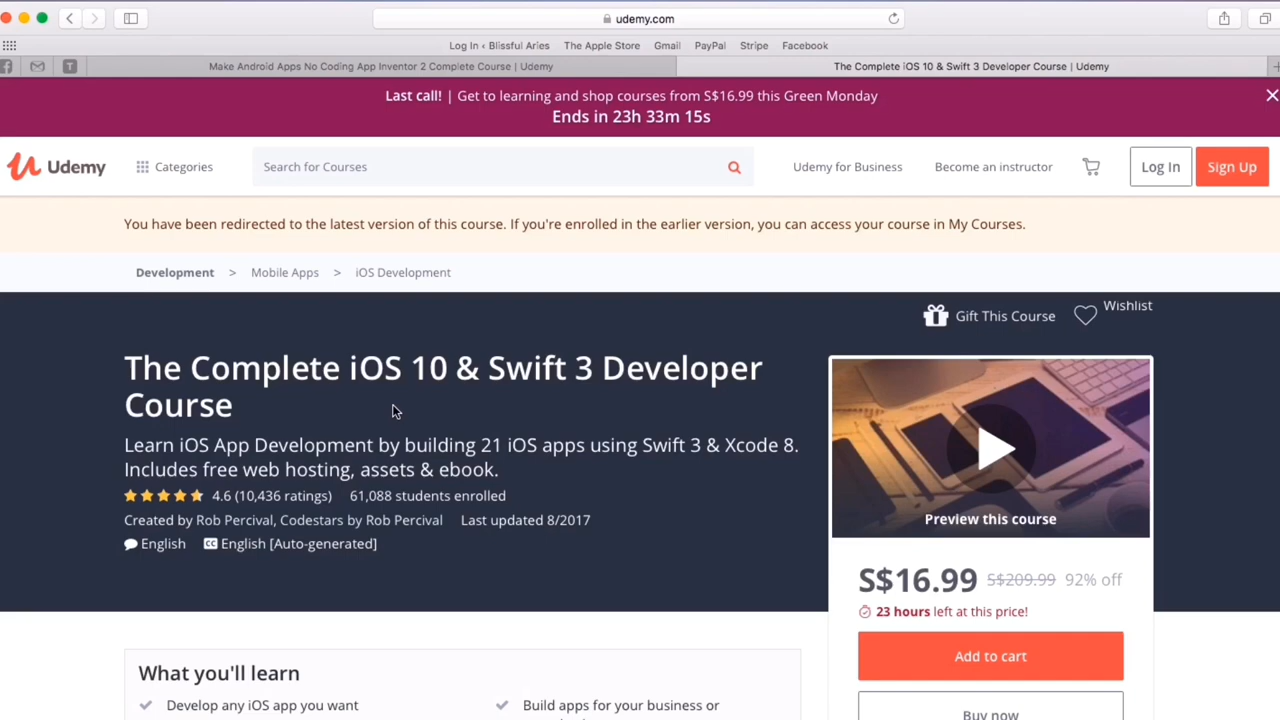 udemy.com
Log In ‹ Blissful Aries The Apple Store Gmail PayPal Stripe Facebook
T Make Android Apps No Coding App Inventor 2 Complete Course | Udemy The Complete iOS 10 & Swift 3 Developer Course | Udemy
Last call! | Get to learning and shop courses from S$16.99 this Green Monday
Ends in 23h 33m 15s
Udemy Categories Search for Courses Udemy for Business Become an instructor Log In Sign Up
You have been redirected to the latest version of this course. If you're enrolled in the earlier version, you can access your course in My Courses.
Development > Mobile Apps > iOS Development
Gift This Course Wishlist
The Complete iOS 10 & Swift 3 Developer
Course
Learn iOS App Development by building 21 iOS apps using Swift 3 & Xcode 8.
Includes free web hosting, assets & ebook.
4.6 (10,436 ratings) 61,088 students enrolled
Created by Rob Percival, Codestars by Rob Percival Last updated 8/2017
English CC English [Auto-generated]
Preview this course
S$16.99 S$209.99 92% off
23 hours left at this price!
Add to cart
Buy now
What you'll learn
Develop any iOS app you want
Build apps for your business or